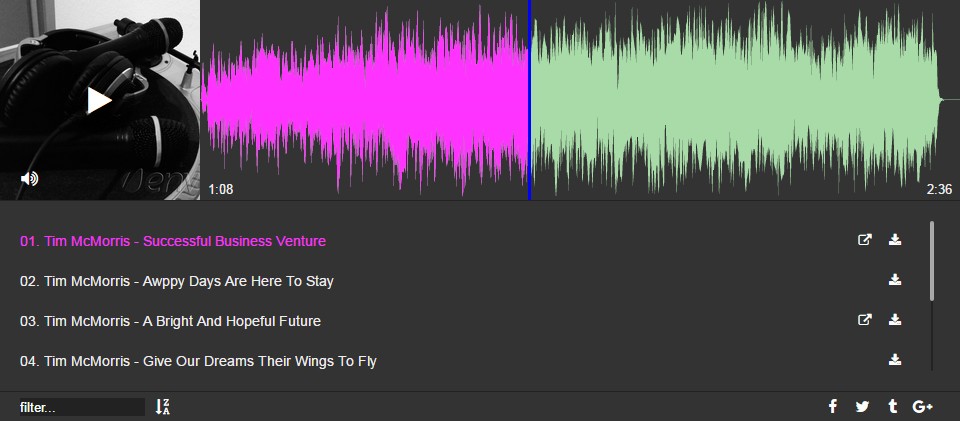 1:08
2:36
01. Tim McMorris - Successful Business Venture
02. Tim McMorris - Awppy Days Are Here To Stay
03. Tim McMorris - A Bright And Hopeful Future
04. Tim McMorris - Give Our Dreams Their Wings To Fly
filter...